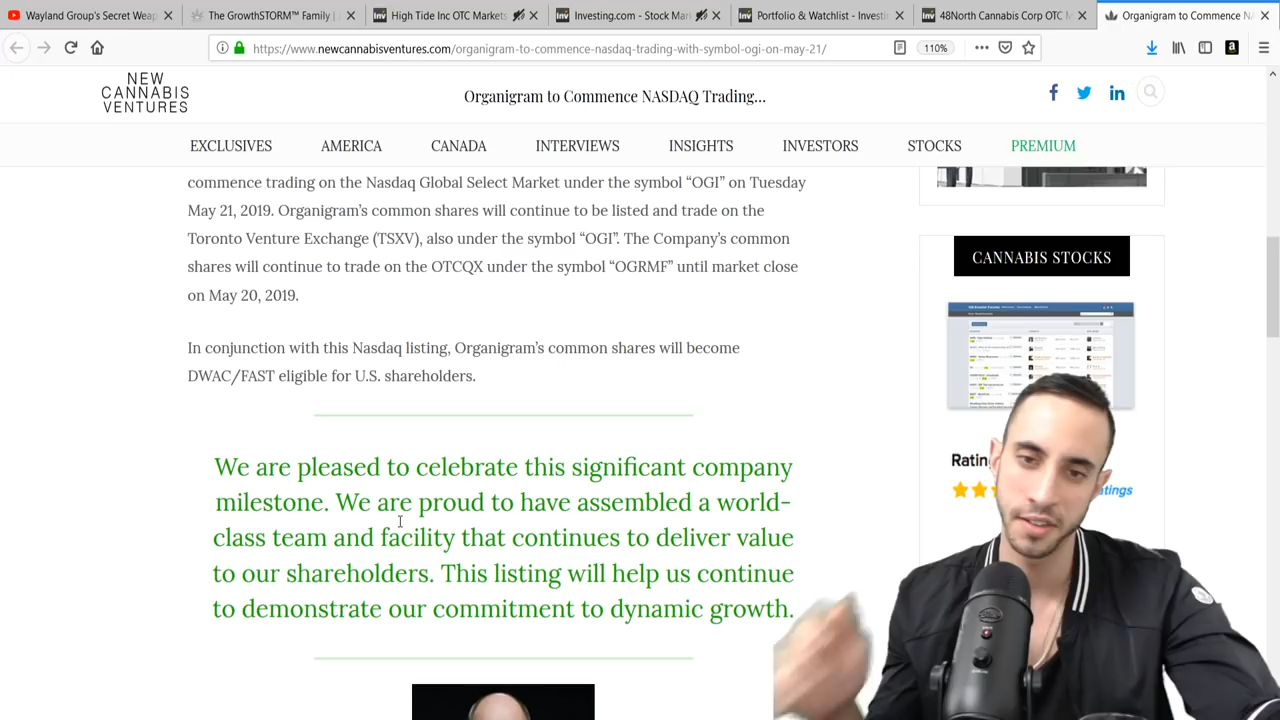 Wayland Group's Secret Weap
The GrowthSTORM™ Family |
High Tide Inc OTC Markets
Investing.com - Stock Mar
Portfolio & Watchlist - Investi
48North Cannabis Corp OTC M
Organigram to Commence NA
https://www.newcannabisventures.com/organigram-to-commence-nasdaq-trading-with-symbol-ogi-on-may-21/
110%
NEW
CANNABIS
VENTURES
Organigram to Commence NASDAQ Trading...
EXCLUSIVES
AMERICA
CANADA
INTERVIEWS
INSIGHTS
INVESTORS
STOCKS
PREMIUM
commence trading on the Nasdaq Global Select Market under the symbol “OGI” on Tuesday
May 21, 2019. Organigram’s common shares will continue to be listed and trade on the
Toronto Venture Exchange (TSXV), also under the symbol “OGI”. The Company’s common
shares will continue to trade on the OTCQX under the symbol “OGRMF” until market close
on May 20, 2019.
In conjunction with this Nasdaq listing, Organigram’s common shares will become
DWAC/FAST eligible for U.S. shareholders.
We are pleased to celebrate this significant company
milestone. We are proud to have assembled a world-
class team and facility that continues to deliver value
to our shareholders. This listing will help us continue
to demonstrate our commitment to dynamic growth.
CANNABIS STOCKS